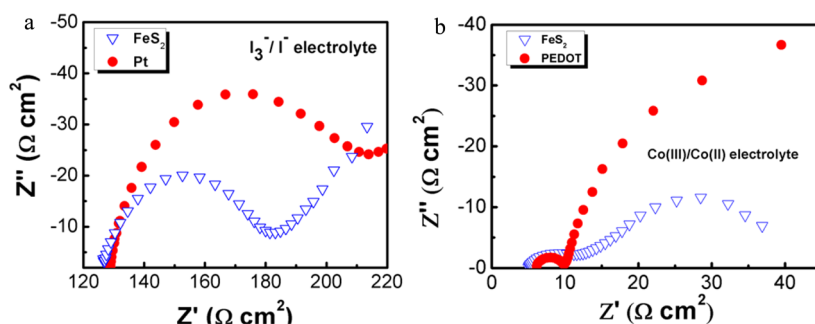 a
-50
-40
-30
-20
-10
Z'' (Ω cm²)
FeS₂
Pt
I₃⁻/I⁻ electrolyte
120 140 160 180 200 220
Z' (Ω cm²)
b
-40
-30
-20
-10
-0
Z'' (Ω cm²)
FeS₂
PEDOT
Co(III)/Co(II) electrolyte
0 10 20 30 40
Z' (Ω cm²)